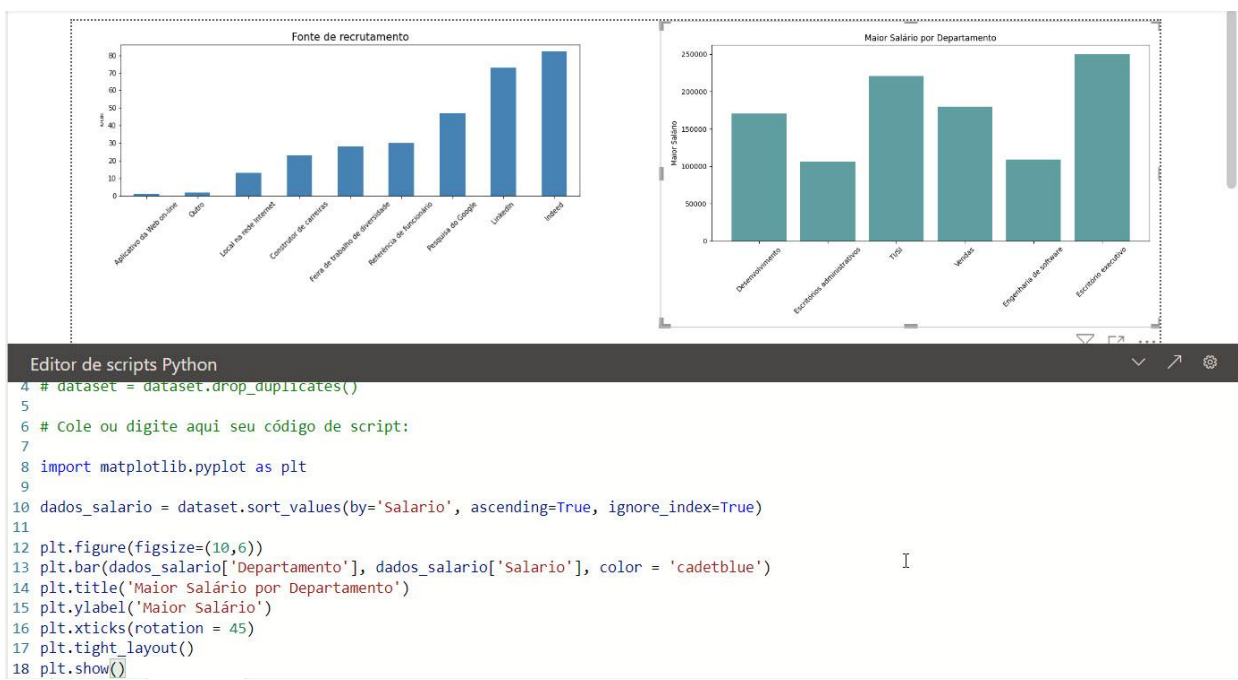 Fonte de recrutamento
80
70
60
50
40
30
20
10
0
Aplicativo da Web on-line
Outro
Local na rede Internet
Construtor de carreiras
Feira de trabalho de diversidade
Referência de funcionário
Pesquisa do Google
LinkedIn
Indeed
Maior Salário por Departamento
Maior Salário
250000
200000
150000
100000
50000
0
Desenvolvimento
Escritórios administrativos
TI/SI
Vendas
Engenharia de software
Escritório executivo
Editor de scripts Python
4 # dataset = dataset.drop_duplicates()
5
6 # Cole ou digite aqui seu código de script:
7
8 import matplotlib.pyplot as plt
9
10 dados_salario = dataset.sort_values(by='Salario', ascending=True, ignore_index=True)
11
12 plt.figure(figsize=(10,6))
13 plt.bar(dados_salario['Departamento'], dados_salario['Salario'], color = 'cadetblue')
14 plt.title('Maior Salário por Departamento')
15 plt.ylabel('Maior Salário')
16 plt.xticks(rotation = 45)
17 plt.tight_layout()
18 plt.show()